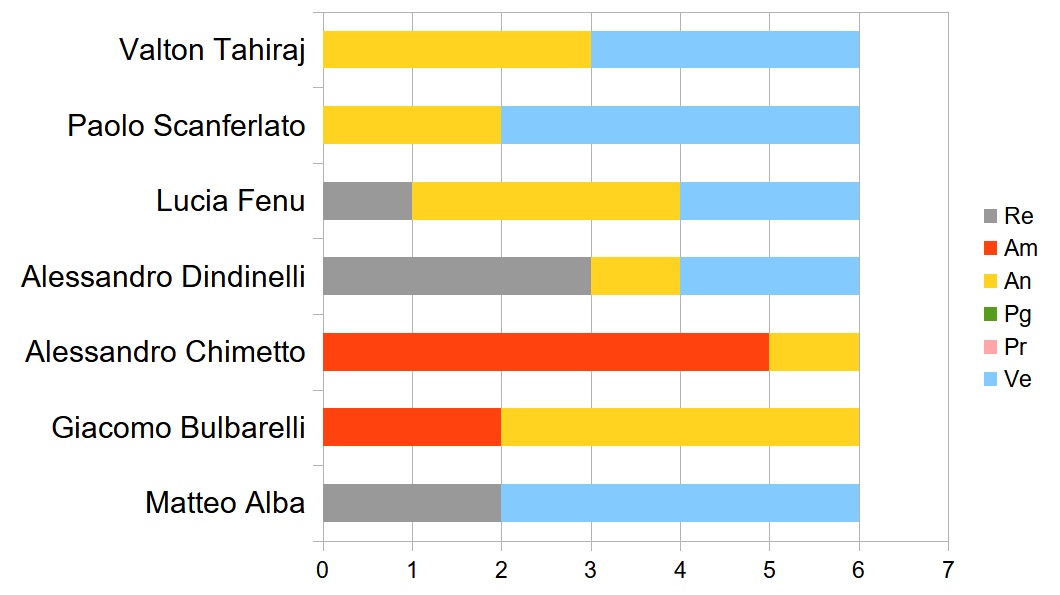 Valton Tahiraj
Paolo Scanferlato
Lucia Fenu
Alessandro Dindinelli
Alessandro Chimetto
Giacomo Bulbarelli
Matteo Alba
0 1 2 3 4 5 6 7
Re
Am
An
Pg
Pr
Ve